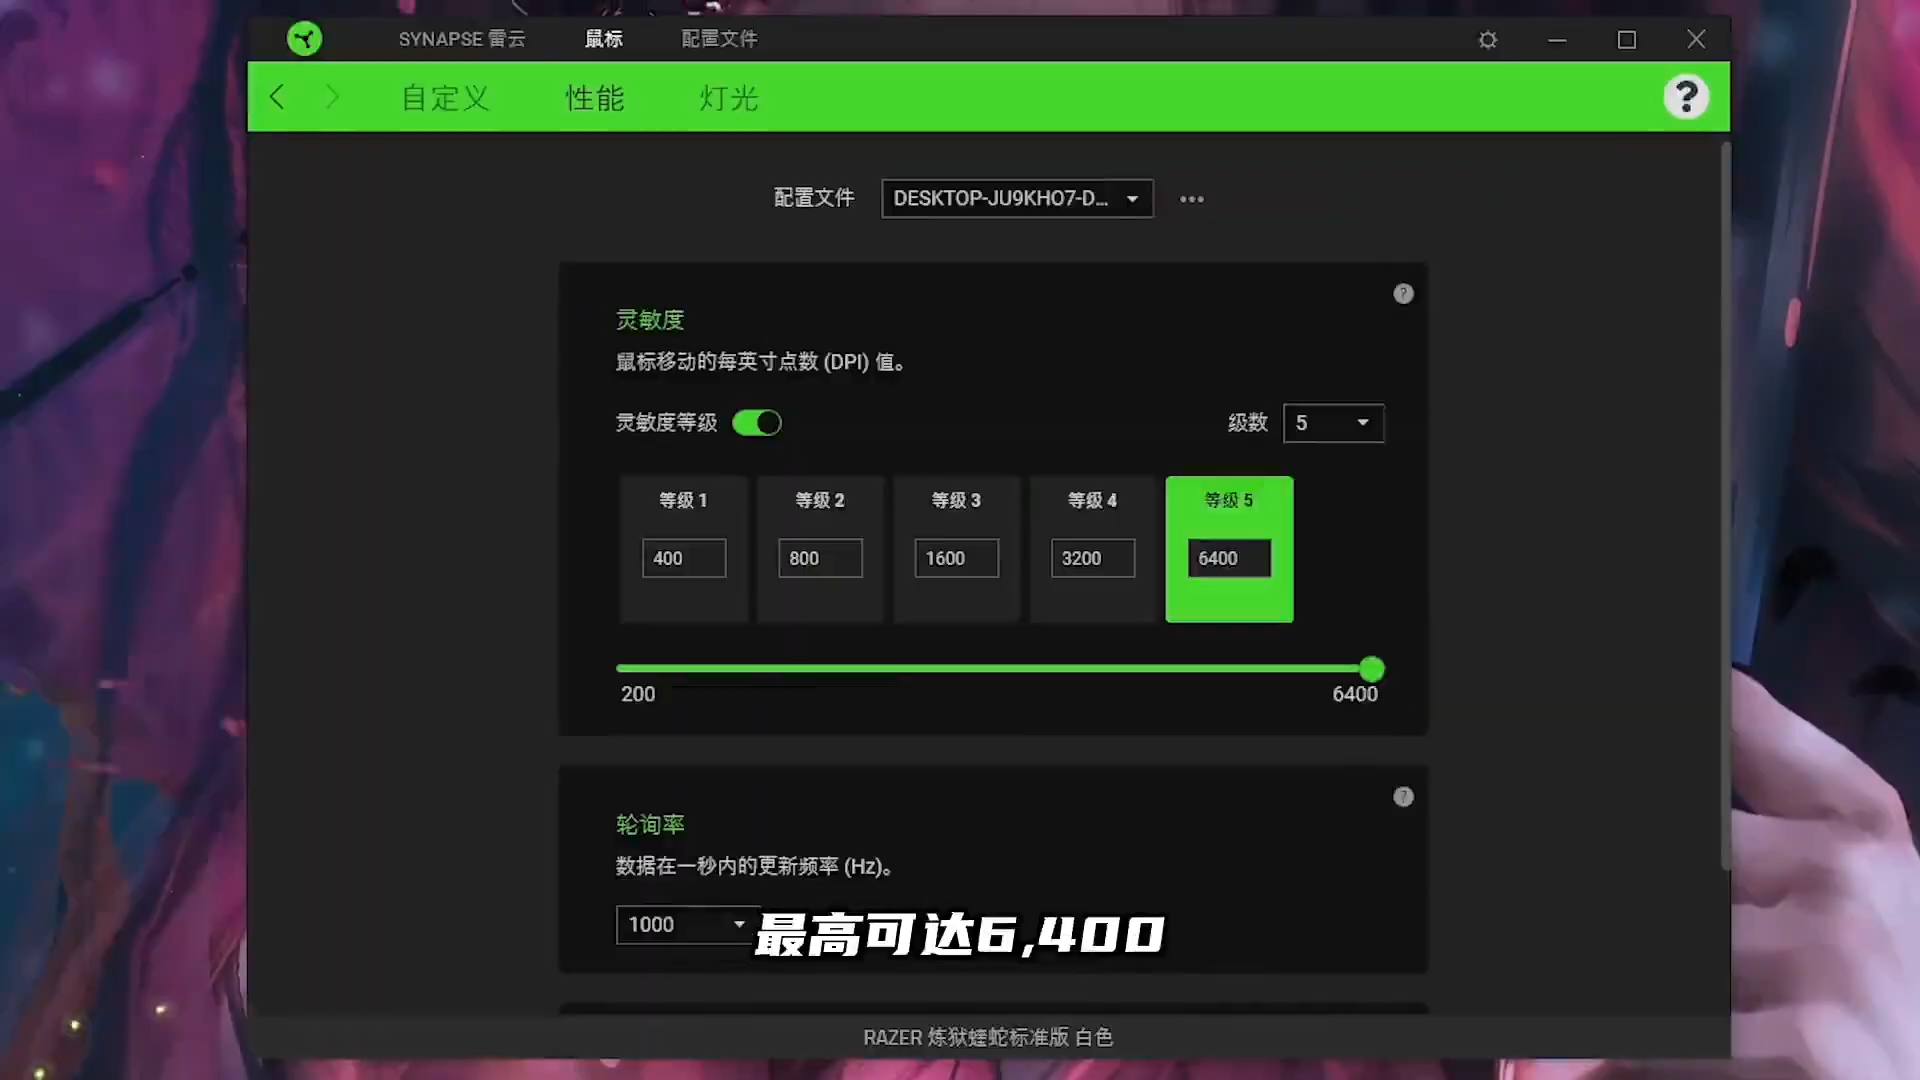 SYNAPSE 雷云 鼠标 配置文件
自定义 性能 灯光
配置文件 DESKTOP-JU9KHO7-D...
灵敏度
鼠标移动的每英寸点数 (DPI) 值。
灵敏度等级 级数 5
等级 1 等级 2 等级 3 等级 4 等级 5
400 800 1600 3200 6400
200 6400
轮询率
数据在一秒内的更新频率 (Hz)。
1000
最高可达6,400
RAZER 炼狱蝰蛇标准版 白色